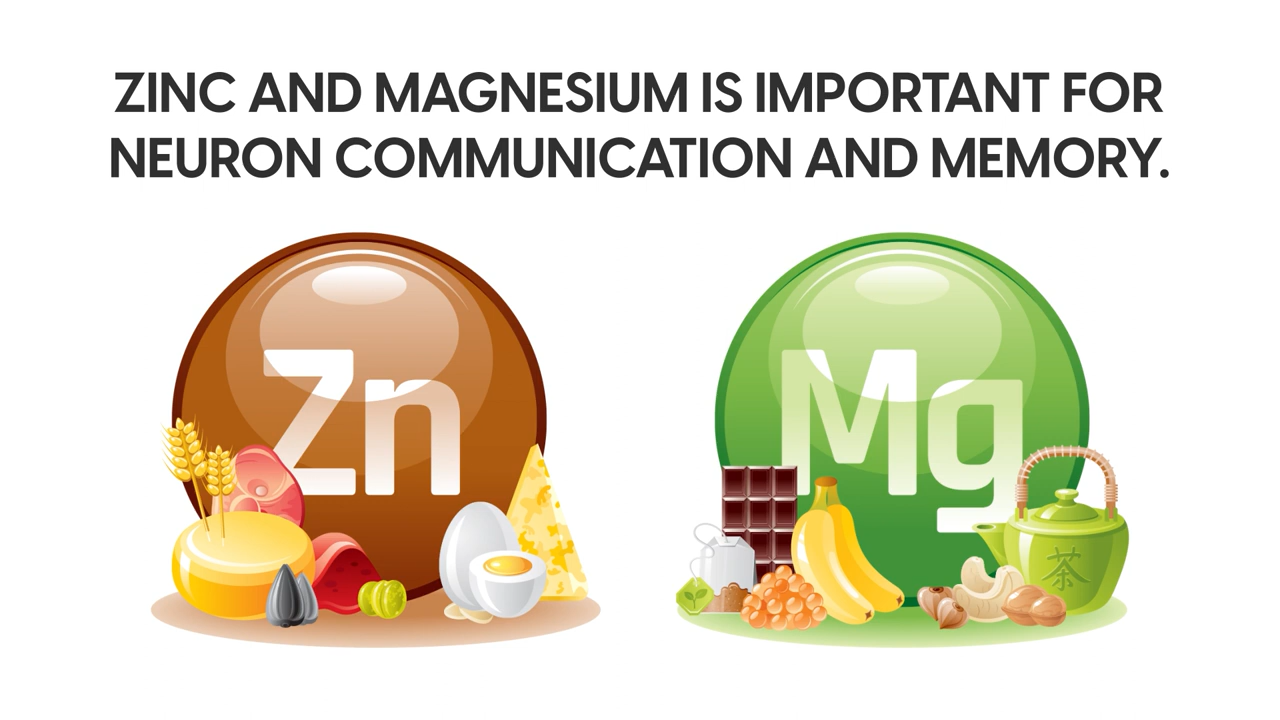 ZINC AND MAGNESIUM IS IMPORTANT FOR
NEURON COMMUNICATION AND MEMORY.
Zn
Mg
茶